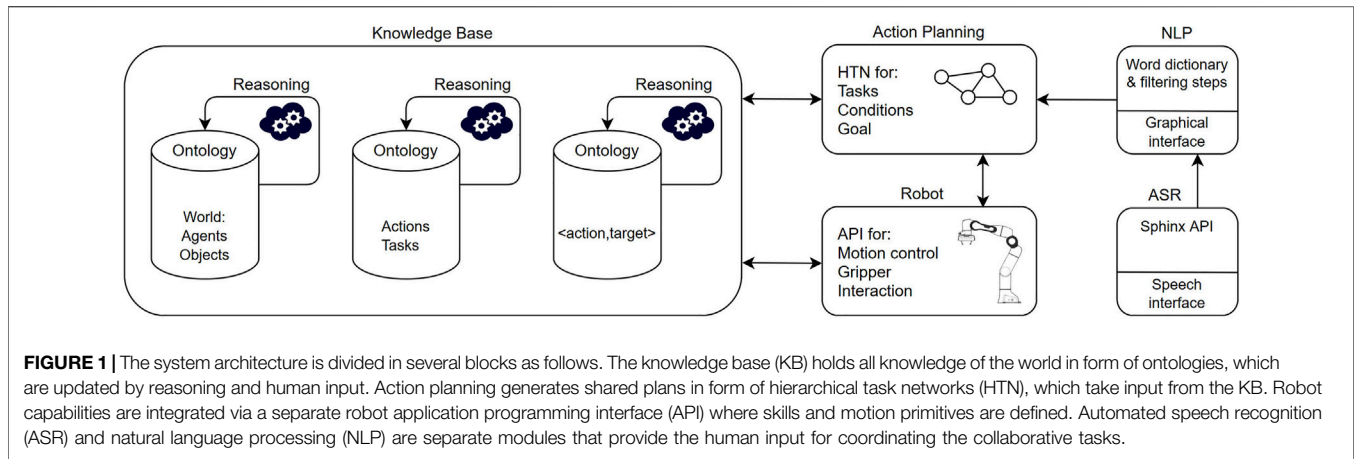 Knowledge Base
Reasoning
Ontology
World:
Agents
Objects
Reasoning
Ontology
Actions
Tasks
Reasoning
Ontology
<action,target>
Action Planning
HTN for:
Tasks
Conditions
Goal
Robot
API for:
Motion control
Gripper
Interaction
NLP
Word dictionary
& filtering steps
Graphical
interface
ASR
Sphinx API
Speech
interface
FIGURE 1 | The system architecture is divided in several blocks as follows. The knowledge base (KB) holds all knowledge of the world in form of ontologies, which
are updated by reasoning and human input. Action planning generates shared plans in form of hierarchical task networks (HTN), which take input from the KB. Robot
capabilities are integrated via a separate robot application programming interface (API) where skills and motion primitives are defined. Automated speech recognition
(ASR) and natural language processing (NLP) are separate modules that provide the human input for coordinating the collaborative tasks.